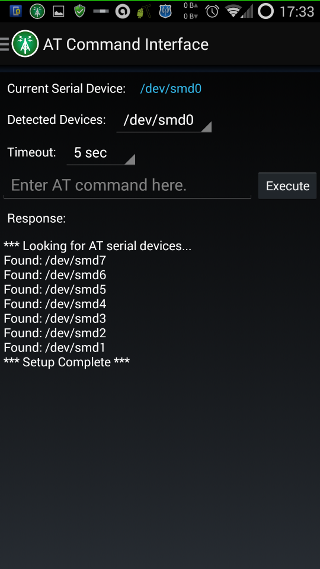 0 B/s
0 B/s
17:33
AT Command Interface
Current Serial Device: /dev/smd0
Detected Devices: /dev/smd0
Timeout: 5 sec
Enter AT command here. Execute
Response:
*** Looking for AT serial devices...
Found: /dev/smd7
Found: /dev/smd6
Found: /dev/smd5
Found: /dev/smd4
Found: /dev/smd3
Found: /dev/smd2
Found: /dev/smd1
*** Setup Complete ***